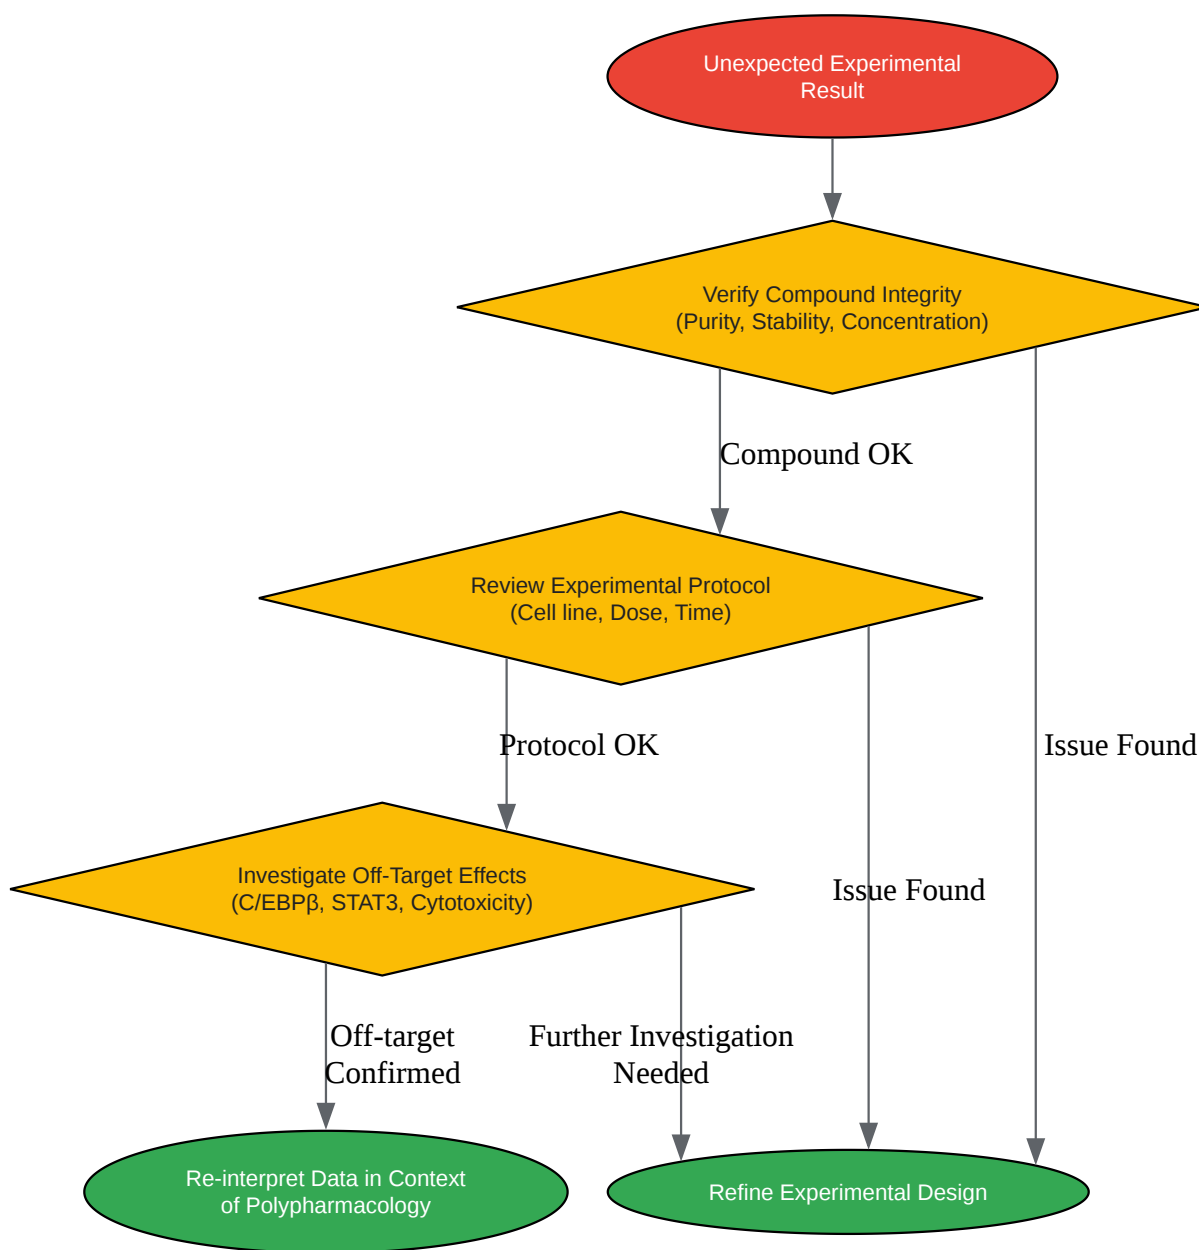 Unexpected Experimental
Result
Verify Compound Integrity
(Purity, Stability, Concentration)
Compound OK
Review Experimental Protocol
(Cell line, Dose, Time)
Protocol OK
Issue Found
Investigate Off-Target Effects
(C/EBPβ, STAT3, Cytotoxicity)
Issue Found
Off-target
Confirmed
Further Investigation
Needed
Re-interpret Data in Context
of Polypharmacology
Refine Experimental Design